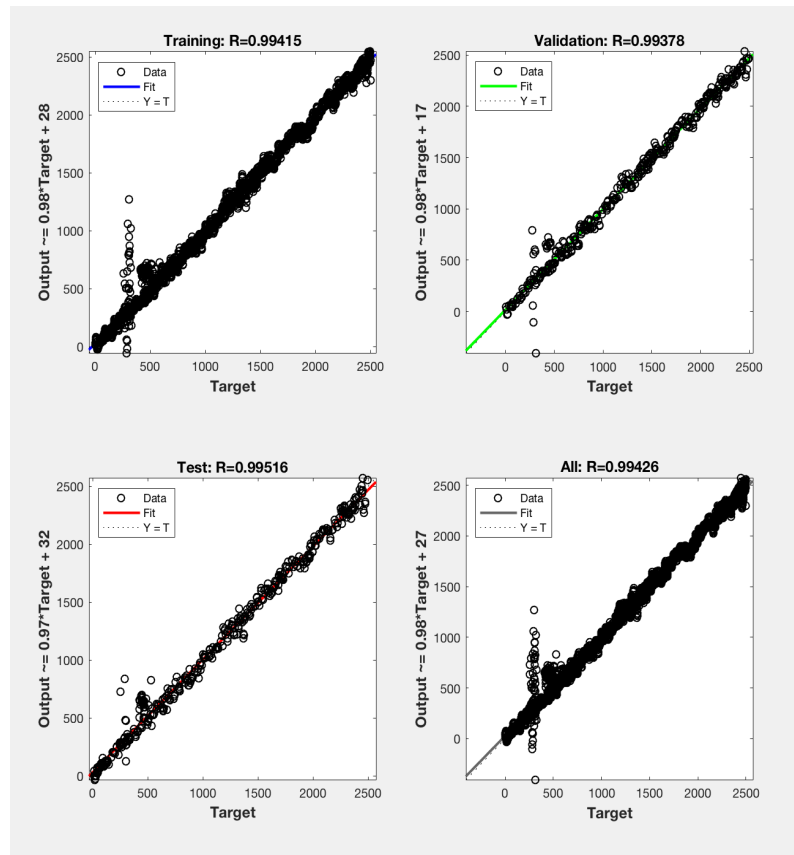 Training: R=0.99415
Data
Fit
Y = T
Output ~= 0.98*Target + 28
2500
2000
1500
1000
500
0
0 500 1000 1500 2000 2500
Target
Validation: R=0.99378
Data
Fit
Y = T
Output ~= 0.98*Target + 17
2500
2000
1500
1000
500
0
0 500 1000 1500 2000 2500
Target
Test: R=0.99516
Data
Fit
Y = T
Output ~= 0.97*Target + 32
2500
2000
1500
1000
500
0
0 500 1000 1500 2000 2500
Target
All: R=0.99426
Data
Fit
Y = T
Output ~= 0.98*Target + 27
2500
2000
1500
1000
500
0
0 500 1000 1500 2000 2500
Target